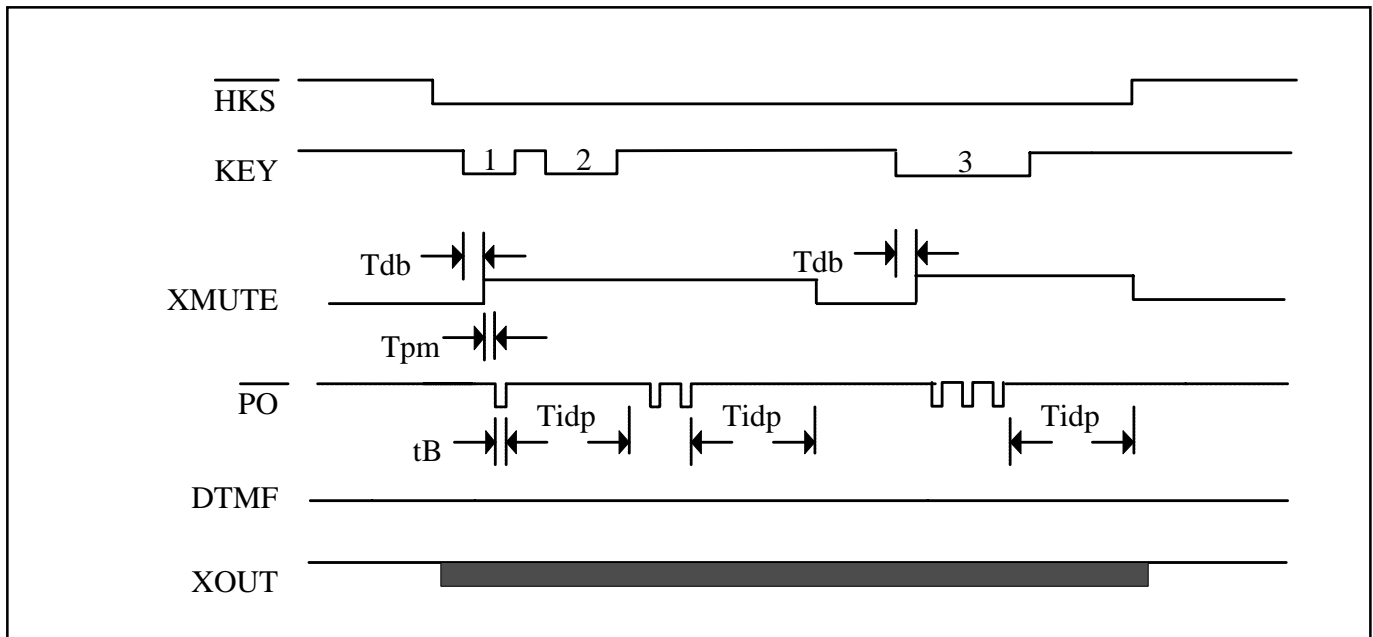 HKS
KEY
1
2
3
Tdb
Tdb
XMUTE
Tpm
PO
Tidp
Tidp
Tidp
tB
DTMF
XOUT